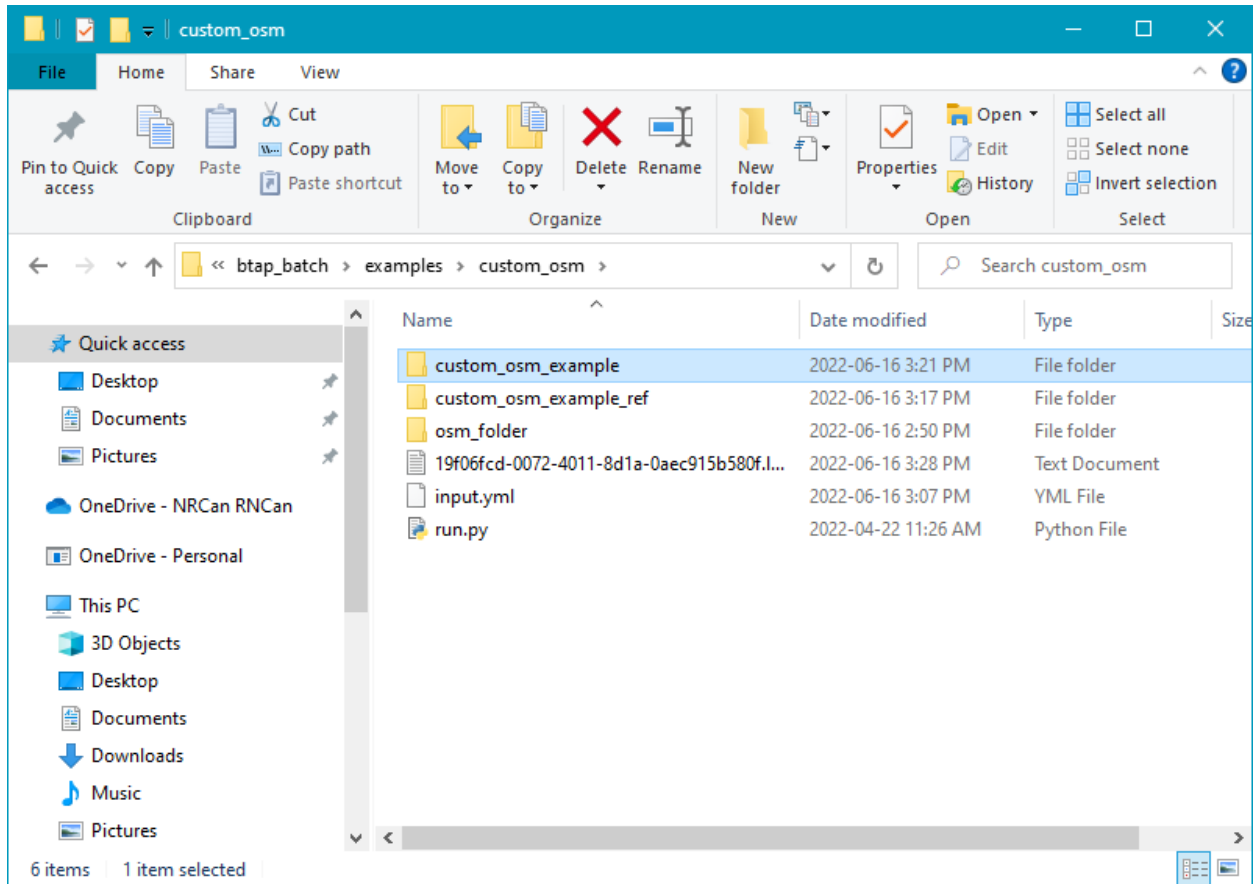 custom_osm
File Home Share View
Pin to Quick access
Copy
Paste
Cut
Copy path
Paste shortcut
Clipboard
Move to
Copy to
Delete
Rename
Organize
New folder
New
Properties
Open
Edit
History
Open
Select all
Select none
Invert selection
Select
« btap_batch > examples > custom_osm >
Search custom_osm
Name Date modified Type Size
Quick access
Desktop
Documents
Pictures
OneDrive - NRCan RNCan
OneDrive - Personal
This PC
3D Objects
Desktop
Documents
Downloads
Music
Pictures
custom_osm_example 2022-06-16 3:21 PM File folder
custom_osm_example_ref 2022-06-16 3:17 PM File folder
osm_folder 2022-06-16 2:50 PM File folder
19f06fcd-0072-4011-8d1a-0aec915b580f.l... 2022-06-16 3:28 PM Text Document
input.yml 2022-06-16 3:07 PM YML File
run.py 2022-04-22 11:26 AM Python File
6 items 1 item selected